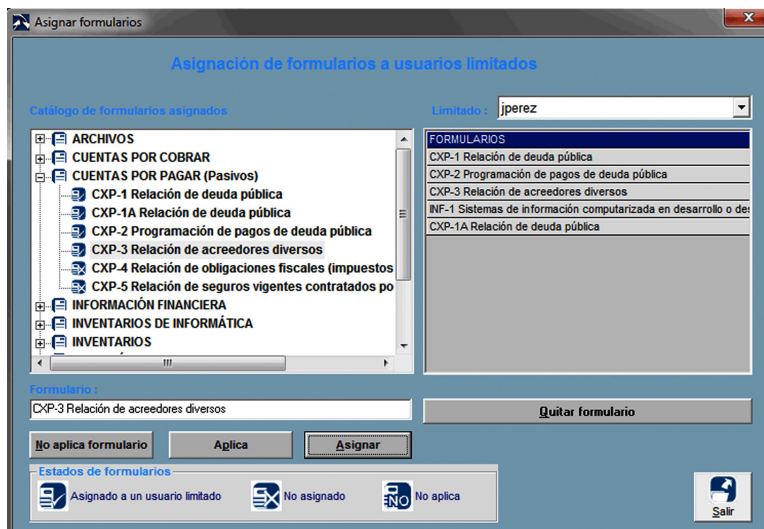 Asignar formularios
Asignación de formularios a usuarios limitados
Catálogo de formularios asignados
Limitado :
jperez
ARCHIVOS
CUENTAS POR COBRAR
CUENTAS POR PAGAR (Pasivos)
CXP-1 Relación de deuda pública
CXP-1A Relación de deuda pública
CXP-2 Programación de pagos de deuda pública
CXP-3 Relación de acreedores diversos
CXP-4 Relación de obligaciones fiscales (impuestos
CXP-5 Relación de seguros vigentes contratados po
INFORMACIÓN FINANCIERA
INVENTARIOS DE INFORMÁTICA
INVENTARIOS
FORMULARIOS
CXP-1 Relación de deuda pública
CXP-2 Programación de pagos de deuda pública
CXP-3 Relación de acreedores diversos
INF-1 Sistemas de información computarizada en desarrollo o de
CXP-1A Relación de deuda pública
Formulario :
CXP-3 Relación de acreedores diversos
Quitar formulario
No aplica formulario
Aplica
Asignar
Estados de formularios
Asignado a un usuario limitado
No asignado
NO
No aplica
Salir